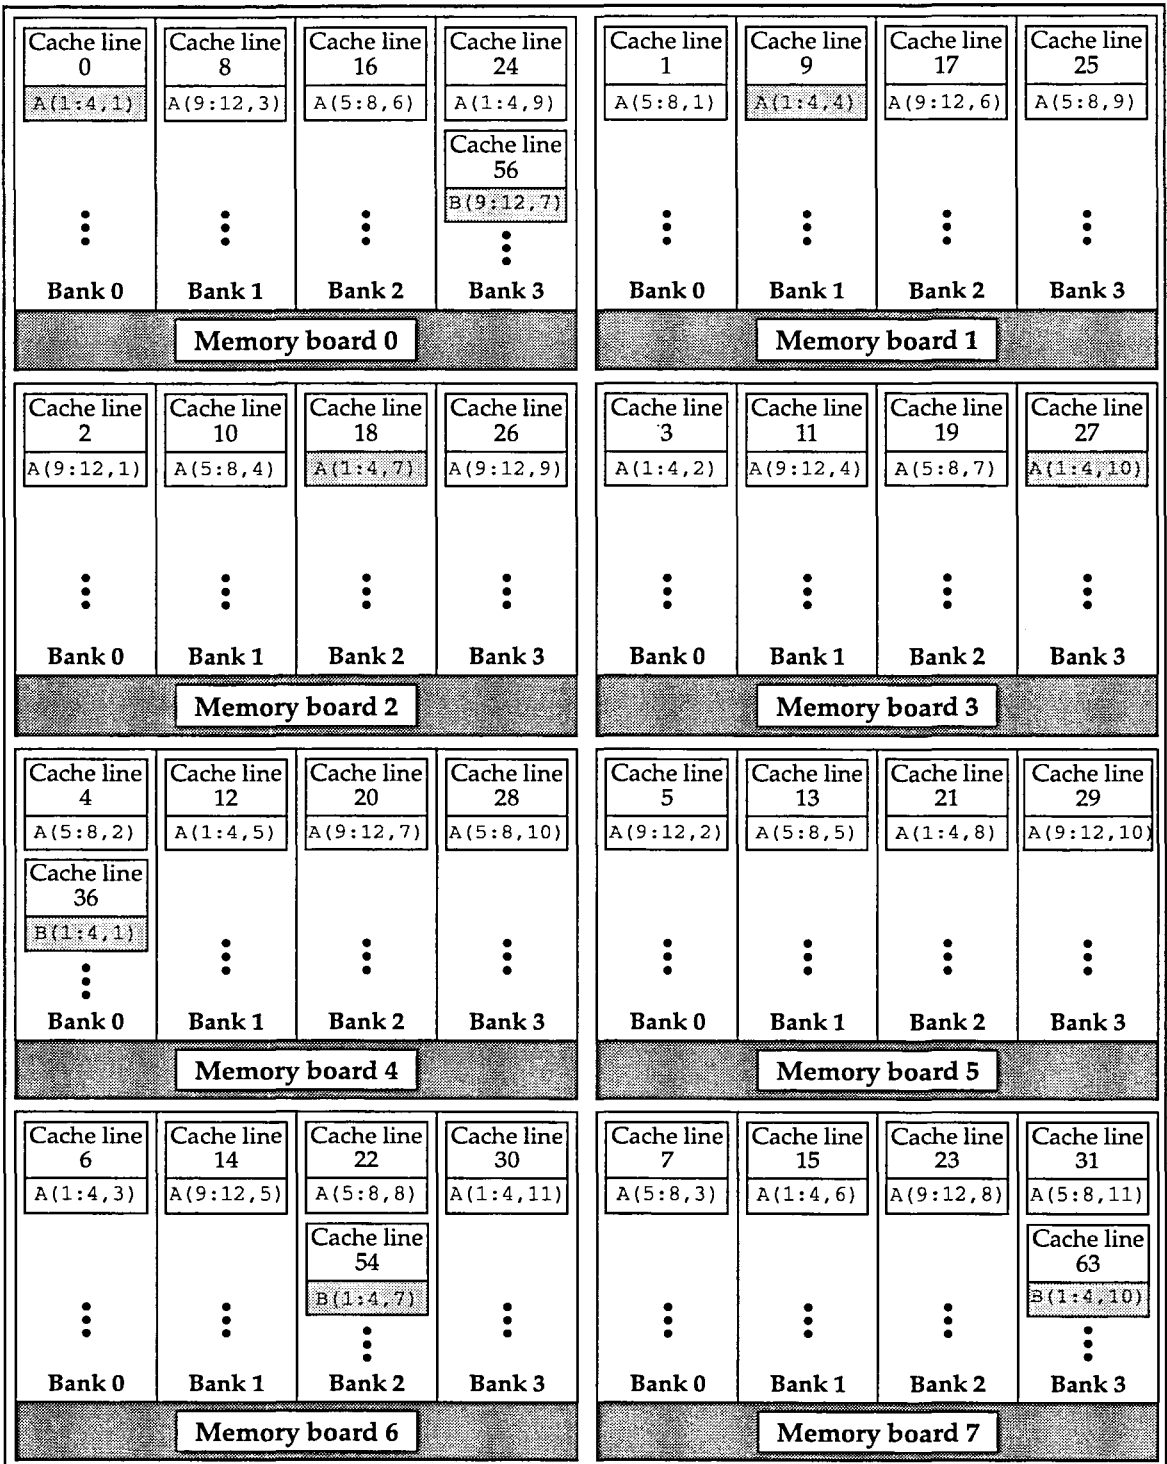 Cache line 0
A(1:4,1)
Cache line 8
A(9:12,3)
Cache line 16
A(5:8,6)
Cache line 24
A(1:4,9)
Cache line 56
B(9:12,7)
Bank 0
Bank 1
Bank 2
Bank 3
Memory board 0
Cache line 1
A(5:8,1)
Cache line 9
A(1:4,4)
Cache line 17
A(9:12,6)
Cache line 25
A(5:8,9)
Bank 0
Bank 1
Bank 2
Bank 3
Memory board 1
Cache line 2
A(9:12,1)
Cache line 10
A(5:8,4)
Cache line 18
A(1:4,7)
Cache line 26
A(9:12,9)
Bank 0
Bank 1
Bank 2
Bank 3
Memory board 2
Cache line 3
A(1:4,2)
Cache line 11
A(9:12,4)
Cache line 19
A(5:8,7)
Cache line 27
A(1:4,10)
Bank 0
Bank 1
Bank 2
Bank 3
Memory board 3
Cache line 4
A(5:8,2)
Cache line 36
B(1:4,1)
Cache line 12
A(1:4,5)
Cache line 20
A(9:12,7)
Cache line 28
A(5:8,10)
Bank 0
Bank 1
Bank 2
Bank 3
Memory board 4
Cache line 5
A(9:12,2)
Cache line 13
A(5:8,5)
Cache line 21
A(1:4,8)
Cache line 29
A(9:12,10)
Bank 0
Bank 1
Bank 2
Bank 3
Memory board 5
Cache line 6
A(1:4,3)
Cache line 14
A(9:12,5)
Cache line 22
A(5:8,8)
Cache line 54
B(1:4,7)
Cache line 30
A(1:4,11)
Bank 0
Bank 1
Bank 2
Bank 3
Memory board 6
Cache line 7
A(5:8,3)
Cache line 15
A(1:4,6)
Cache line 23
A(9:12,8)
Cache line 31
A(5:8,11)
Cache line 63
B(1:4,10)
Bank 0
Bank 1
Bank 2
Bank 3
Memory board 7